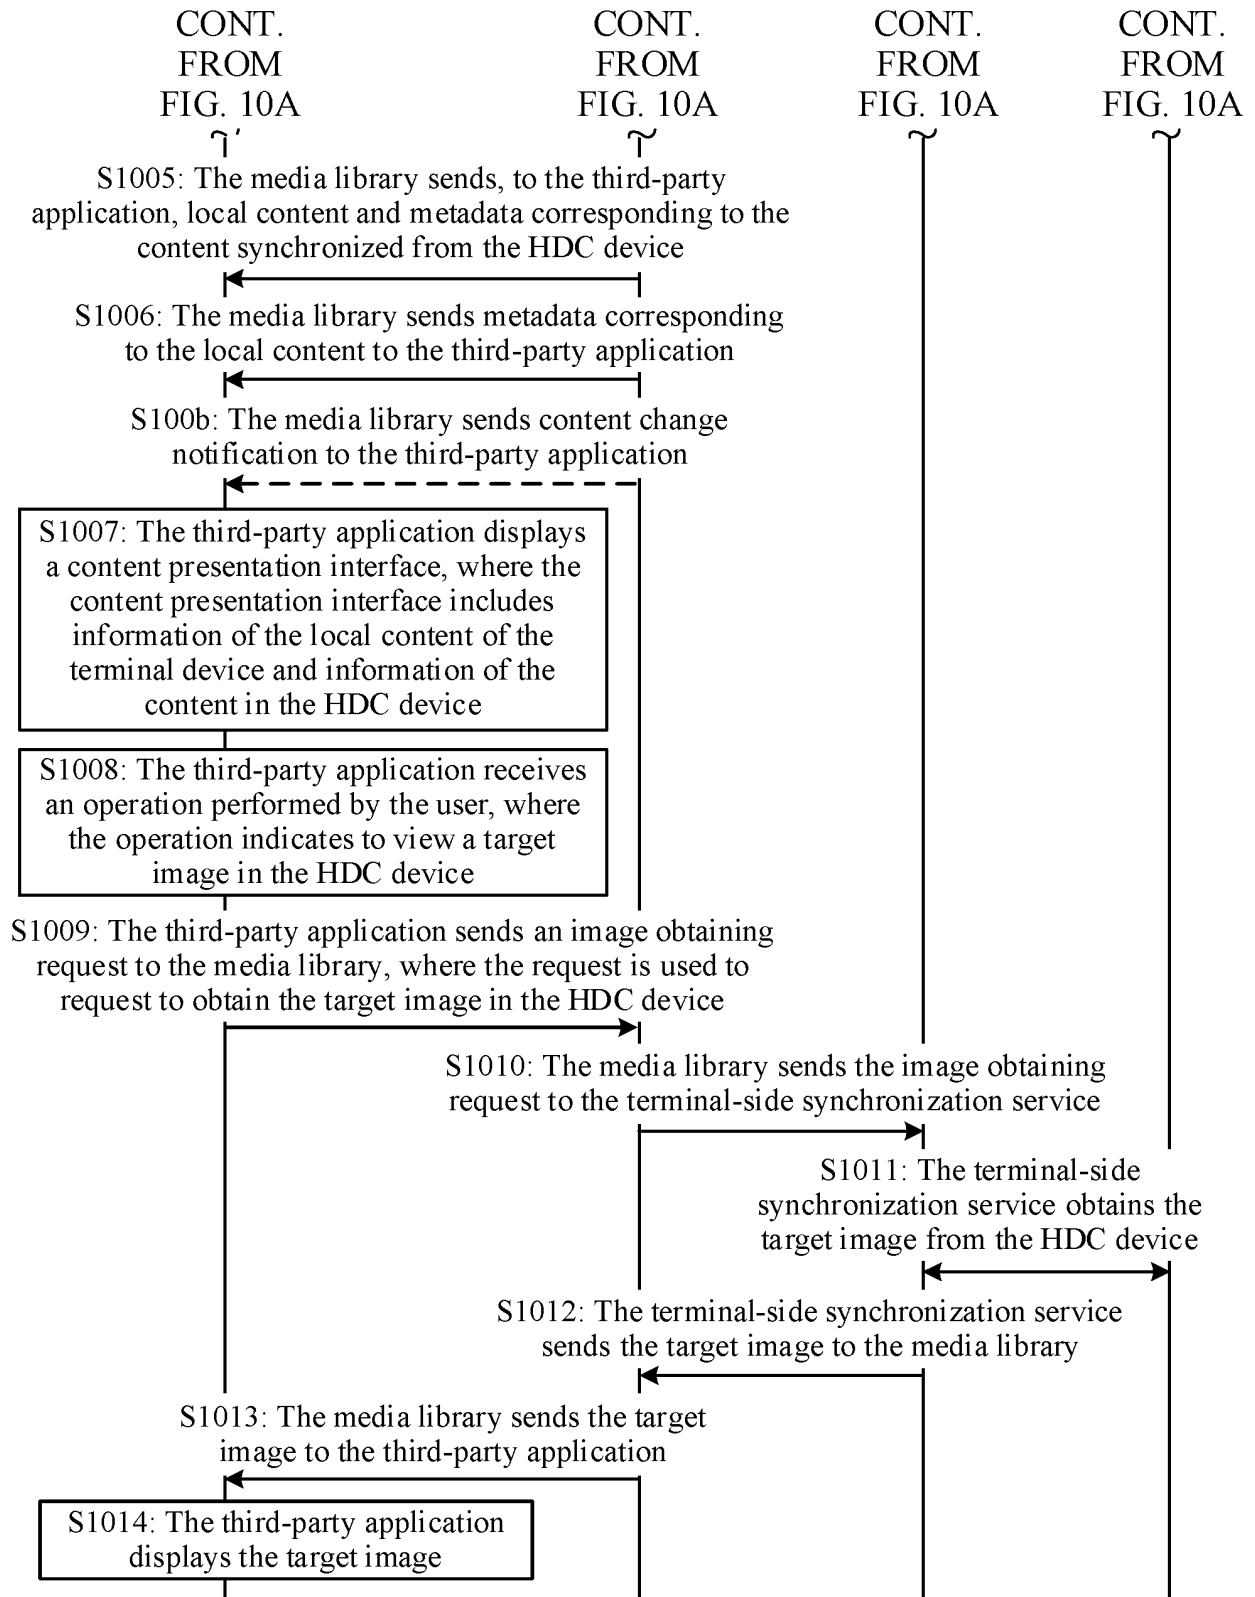 CONT.
FROM
FIG. 10A
CONT.
FROM
FIG. 10A
CONT.
FROM
FIG. 10A
CONT.
FROM
FIG. 10A
S1005: The media library sends, to the third-party
application, local content and metadata corresponding to the
content synchronized from the HDC device
S1006: The media library sends metadata corresponding
to the local content to the third-party application
S100b: The media library sends content change
notification to the third-party application
S1007: The third-party application displays
a content presentation interface, where the
content presentation interface includes
information of the local content of the
terminal device and information of the
content in the HDC device
S1008: The third-party application receives
an operation performed by the user, where
the operation indicates to view a target
image in the HDC device
S1009: The third-party application sends an image obtaining
request to the media library, where the request is used to
request to obtain the target image in the HDC device
S1010: The media library sends the image obtaining
request to the terminal-side synchronization service
S1011: The terminal-side
synchronization service obtains the
target image from the HDC device
S1012: The terminal-side synchronization service
sends the target image to the media library
S1013: The media library sends the target
image to the third-party application
S1014: The third-party application
displays the target image